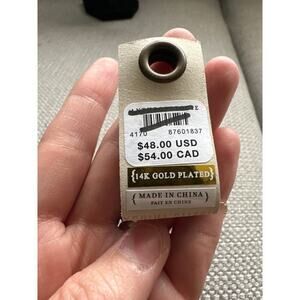 4170 87601837
$48.00 USD
$54.00 CAD
{14K GOLD PLATED}
{MADE IN CHINA}
FAIT EN CHINE